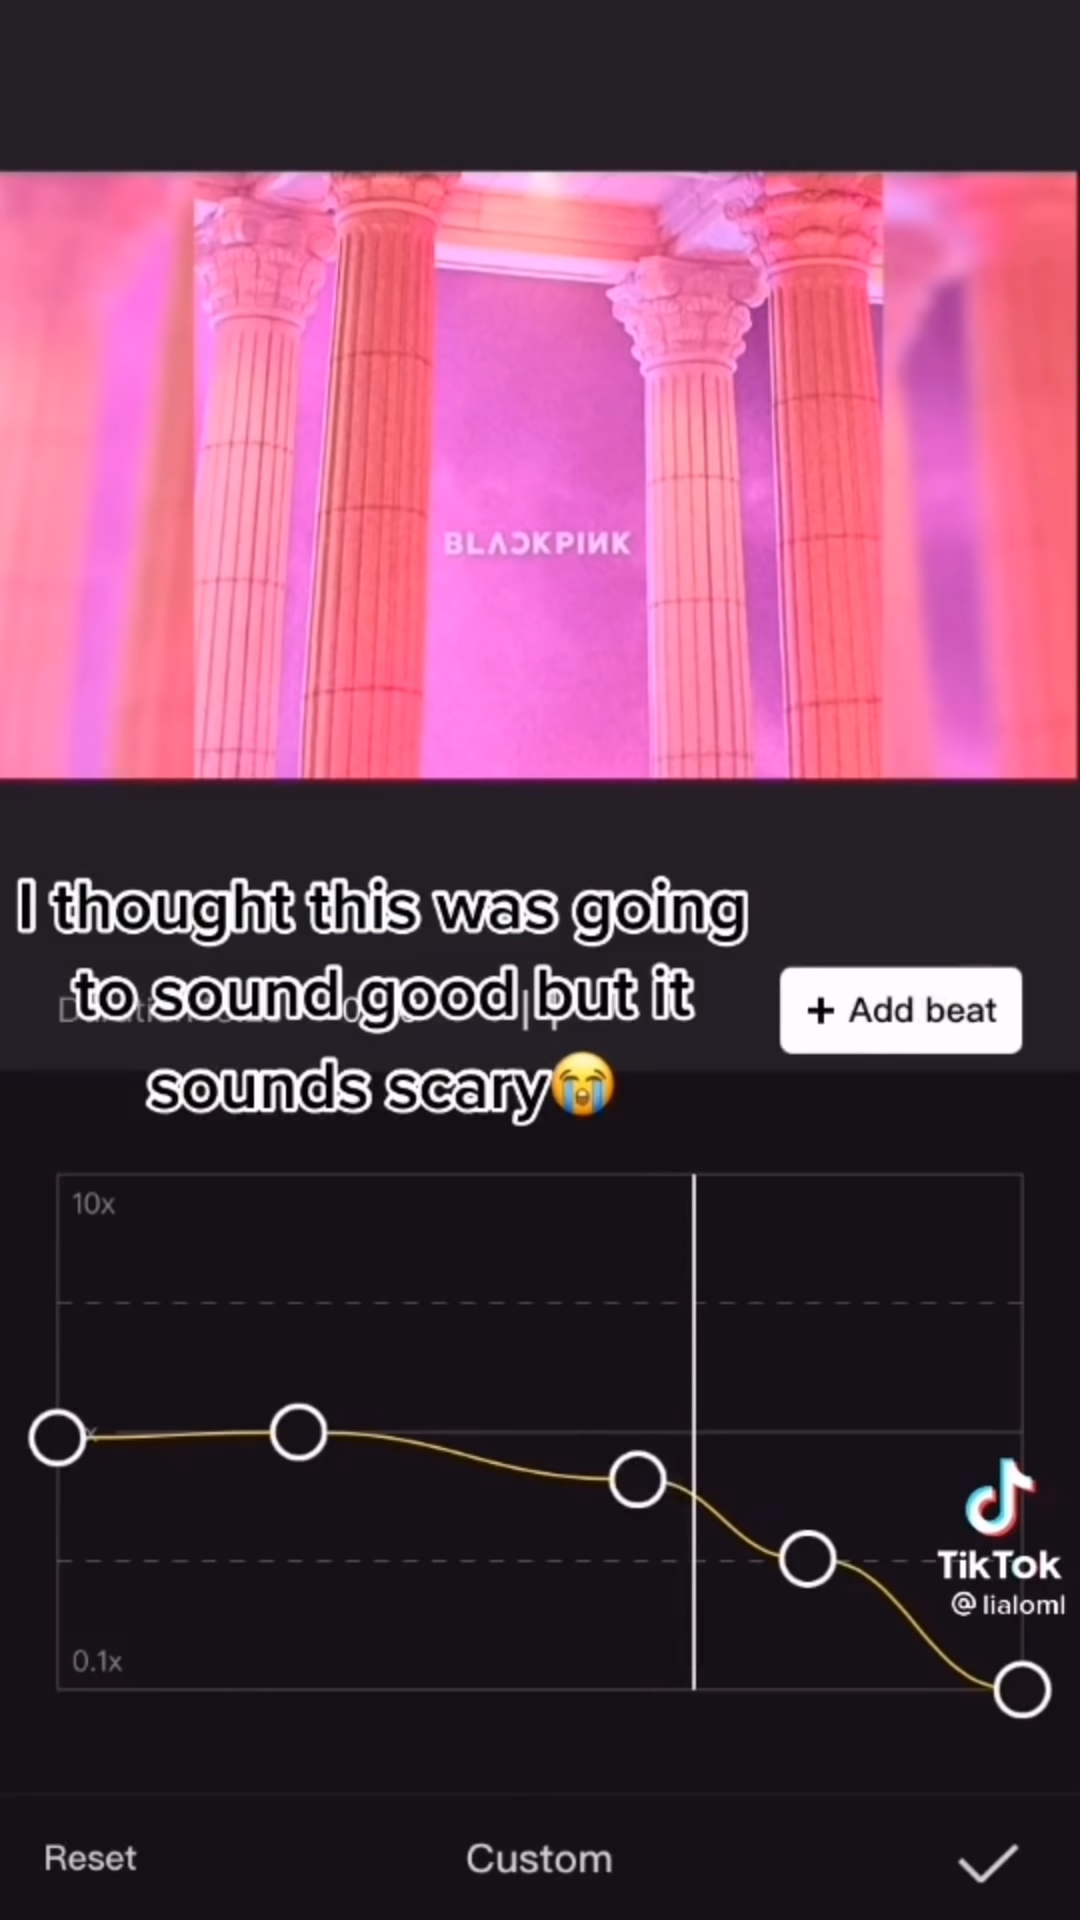 BLɅƆKPIИK
I thought this was going
to sound good but it
sounds scary😭
+ Add beat
10x
0.1x
TikTok
@lialoml
Reset
Custom